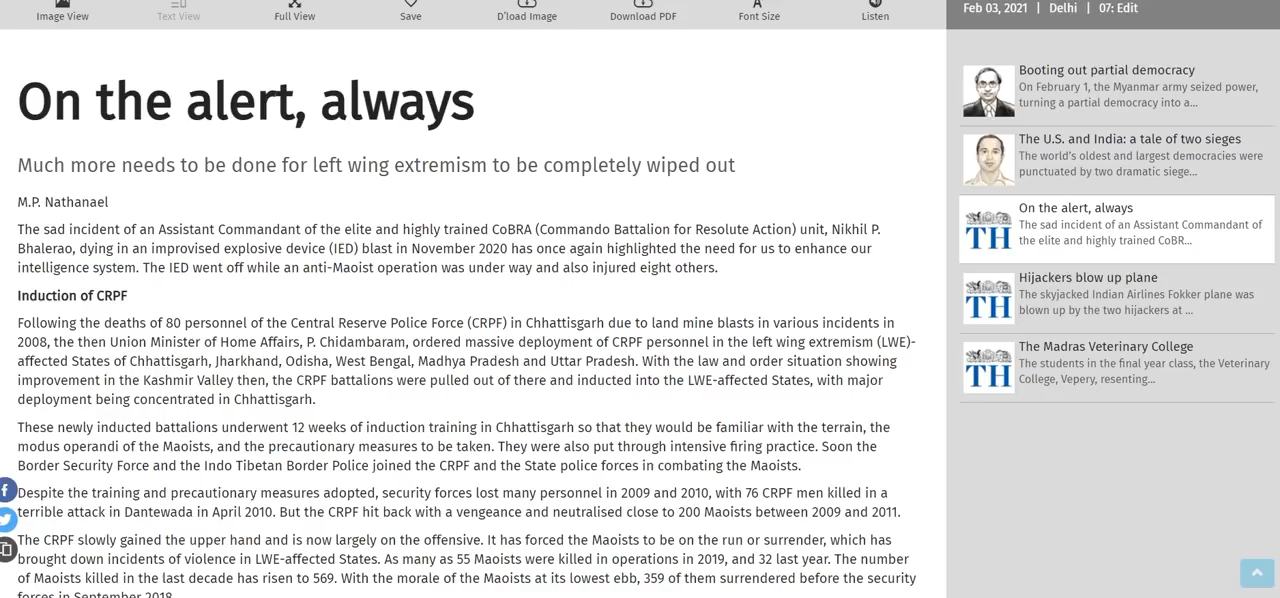 Image View
Text View
Full View
Save
D'load Image
Download PDF
Font Size
Listen
Feb 03, 2021 | Delhi | 07: Edit
On the alert, always
Much more needs to be done for left wing extremism to be completely wiped out
M.P. Nathanael
The sad incident of an Assistant Commandant of the elite and highly trained CoBRA (Commando Battalion for Resolute Action) unit, Nikhil P.
Bhalerao, dying in an improvised explosive device (IED) blast in November 2020 has once again highlighted the need for us to enhance our
intelligence system. The IED went off while an anti-Maoist operation was under way and also injured eight others.
Induction of CRPF
Following the deaths of 80 personnel of the Central Reserve Police Force (CRPF) in Chhattisgarh due to land mine blasts in various incidents in
2008, the then Union Minister of Home Affairs, P. Chidambaram, ordered massive deployment of CRPF personnel in the left wing extremism (LWE)-
affected States of Chhattisgarh, Jharkhand, Odisha, West Bengal, Madhya Pradesh and Uttar Pradesh. With the law and order situation showing
improvement in the Kashmir Valley then, the CRPF battalions were pulled out of there and inducted into the LWE-affected States, with major
deployment being concentrated in Chhattisgarh.
These newly inducted battalions underwent 12 weeks of induction training in Chhattisgarh so that they would be familiar with the terrain, the
modus operandi of the Maoists, and the precautionary measures to be taken. They were also put through intensive firing practice. Soon the
Border Security Force and the Indo Tibetan Border Police joined the CRPF and the State police forces in combating the Maoists.
Despite the training and precautionary measures adopted, security forces lost many personnel in 2009 and 2010, with 76 CRPF men killed in a
terrible attack in Dantewada in April 2010. But the CRPF hit back with a vengeance and neutralised close to 200 Maoists between 2009 and 2011.
The CRPF slowly gained the upper hand and is now largely on the offensive. It has forced the Maoists to be on the run or surrender, which has
brought down incidents of violence in LWE-affected States. As many as 55 Maoists were killed in operations in 2019, and 32 last year. The number
of Maoists killed in the last decade has risen to 569. With the morale of the Maoists at its lowest ebb, 359 of them surrendered before the security
forces in September 2018
Booting out partial democracy
On February 1, the Myanmar army seized power,
turning a partial democracy into a...
The U.S. and India: a tale of two sieges
The world's oldest and largest democracies were
punctuated by two dramatic siege...
TH
On the alert, always
The sad incident of an Assistant Commandant of
the elite and highly trained CoBR...
TH
Hijackers blow up plane
The skyjacked Indian Airlines Fokker plane was
blown up by the two hijackers at ...
TH
The Madras Veterinary College
The students in the final year class, the Veterinary
College, Vepery, resenting...